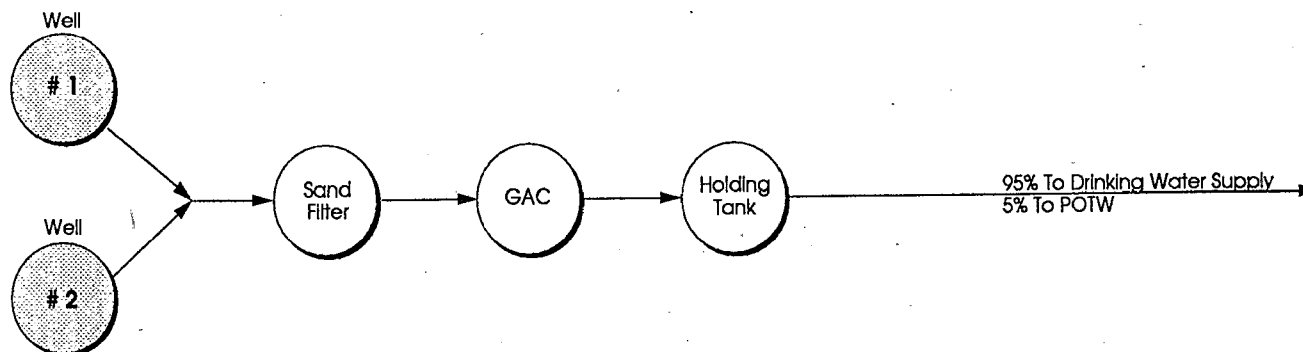 Well
# 1
Well
# 2
Sand
Filter
GAC
Holding
Tank
95% To Drinking Water Supply
5% To POTW